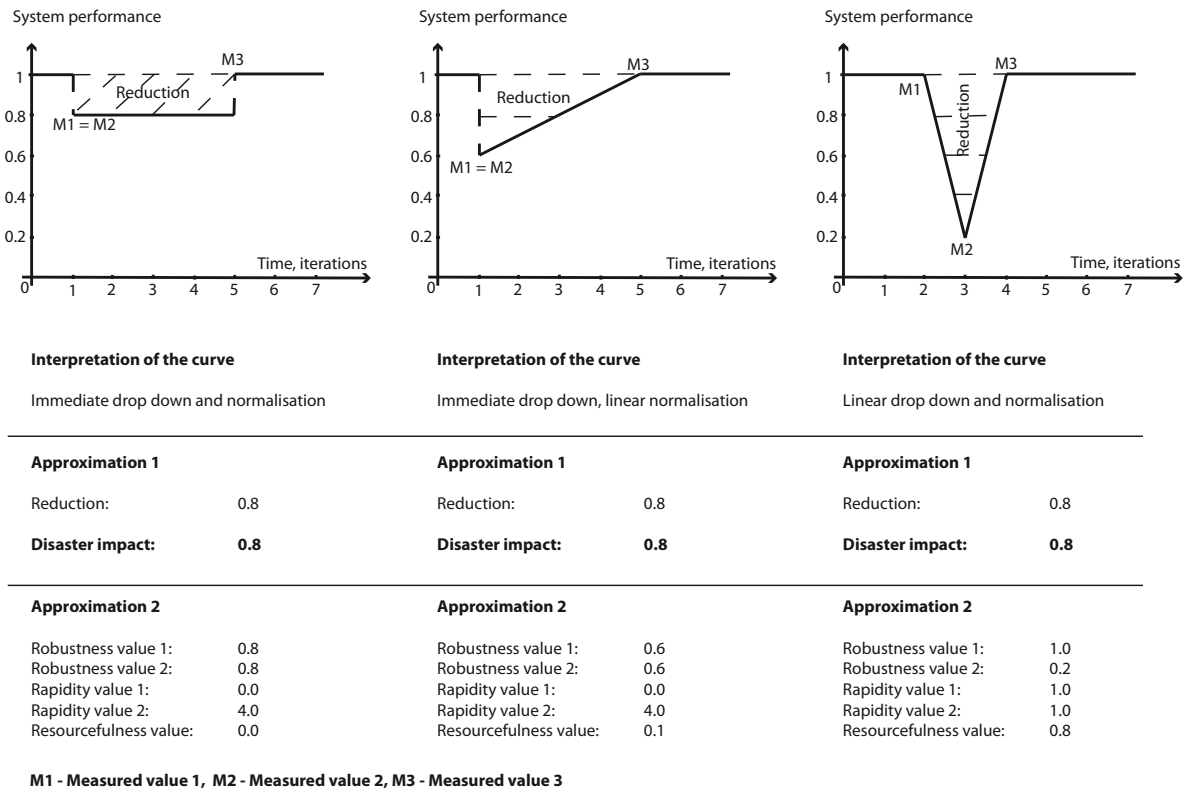 System performance
1
0.8
0.6
0.4
0.2
0
1 2 3 4 5 6 7
Time, iterations
M3
Reduction
M1 = M2
System performance
1
0.8
0.6
0.4
0.2
0
1 2 3 4 5 6 7
Time, iterations
M3
Reduction
M1 = M2
System performance
1
0.8
0.6
0.4
0.2
0
1 2 3 4 5 6 7
Time, iterations
M3
M1
Reduction
M2
Interpretation of the curve
Immediate drop down and normalisation
Interpretation of the curve
Immediate drop down, linear normalisation
Interpretation of the curve
Linear drop down and normalisation
Approximation 1
Reduction: 0.8
Disaster impact: 0.8
Approximation 1
Reduction: 0.8
Disaster impact: 0.8
Approximation 1
Reduction: 0.8
Disaster impact: 0.8
Approximation 2
Robustness value 1: 0.8
Robustness value 2: 0.8
Rapidity value 1: 0.0
Rapidity value 2: 4.0
Resourcefulness value: 0.0
Approximation 2
Robustness value 1: 0.6
Robustness value 2: 0.6
Rapidity value 1: 0.0
Rapidity value 2: 4.0
Resourcefulness value: 0.1
Approximation 2
Robustness value 1: 1.0
Robustness value 2: 0.2
Rapidity value 1: 1.0
Rapidity value 2: 1.0
Resourcefulness value: 0.8
M1 - Measured value 1, M2 - Measured value 2, M3 - Measured value 3